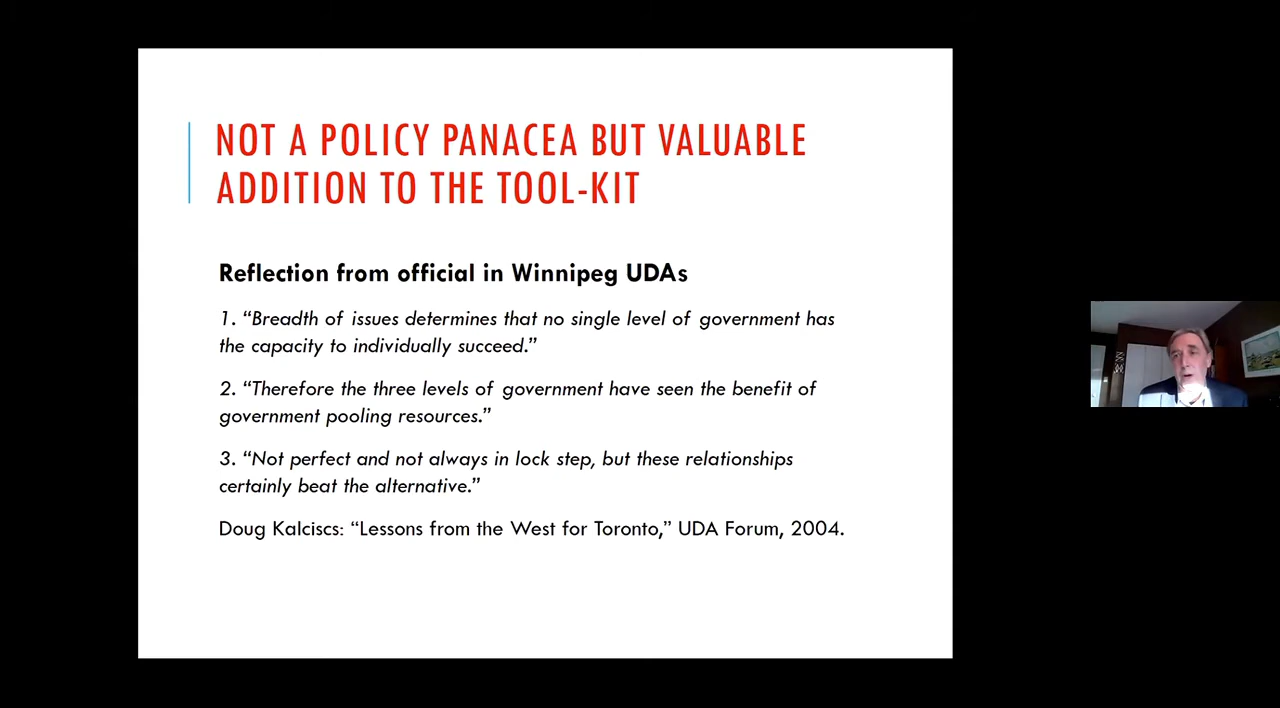 NOT A POLICY PANACEA BUT VALUABLE
ADDITION TO THE TOOL-KIT
Reflection from official in Winnipeg UDAs
1. “Breadth of issues determines that no single level of government has
the capacity to individually succeed.”
2. “Therefore the three levels of government have seen the benefit of
government pooling resources.”
3. “Not perfect and not always in lock step, but these relationships
certainly beat the alternative.”
Doug Kalciscs: “Lessons from the West for Toronto,” UDA Forum, 2004.